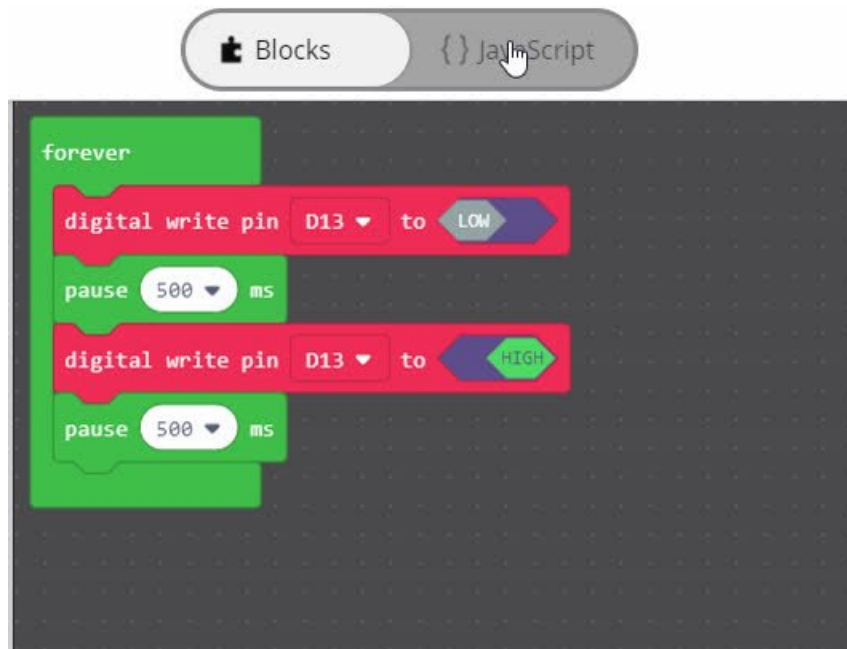 Blocks
{ } JavaScript
forever
digital write pin D13 to LOW
pause 500 ms
digital write pin D13 to HIGH
pause 500 ms